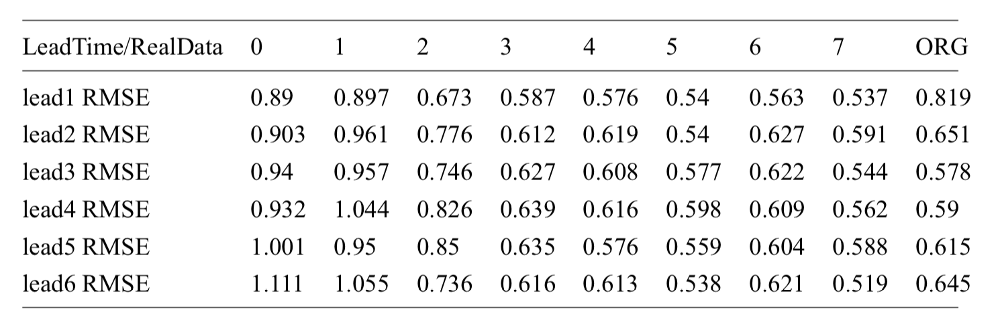 LeadTime/RealData 0 1 2 3 4 5 6 7 ORG
lead1 RMSE 0.89 0.897 0.673 0.587 0.576 0.54 0.563 0.537 0.819
lead2 RMSE 0.903 0.961 0.776 0.612 0.619 0.54 0.627 0.591 0.651
lead3 RMSE 0.94 0.957 0.746 0.627 0.608 0.577 0.622 0.544 0.578
lead4 RMSE 0.932 1.044 0.826 0.639 0.616 0.598 0.609 0.562 0.59
lead5 RMSE 1.001 0.95 0.85 0.635 0.576 0.559 0.604 0.588 0.615
lead6 RMSE 1.111 1.055 0.736 0.616 0.613 0.538 0.621 0.519 0.645